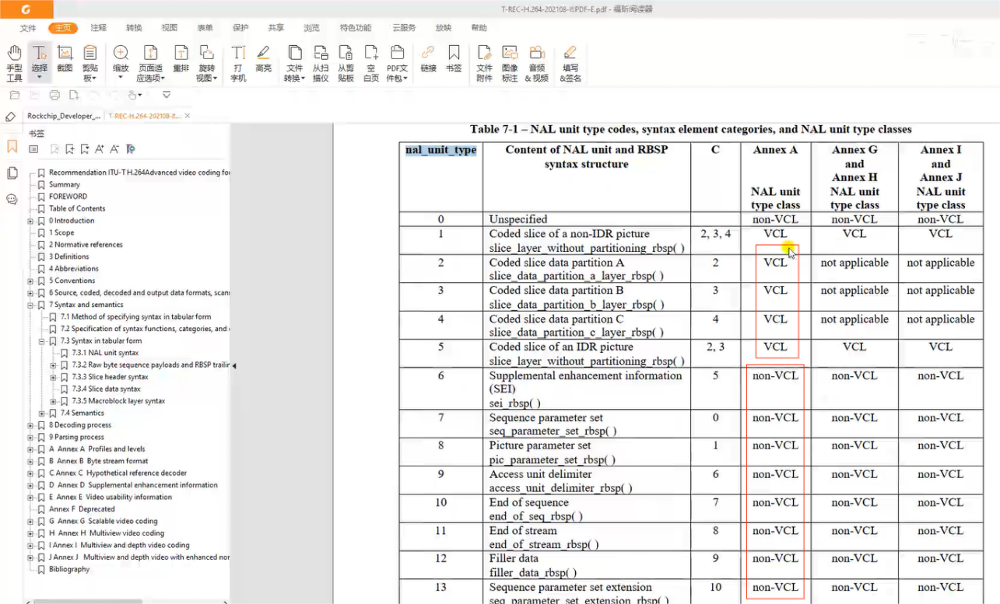 T-REC-H.264-202108-I!!PDF-E.pdf - 福昕阅读器
文件 主页 注释 转换 视图 表单 保护 共享 浏览 特色功能 云服务 放映 帮助
手型工具 选择 截图 剪贴板 缩放 页面适应选项 重排 旋转视图 打字机 高亮 文件转换 从扫描仪 从剪贴板 空白页 PDF文件包 链接 书签 文件附件 图像标注 音频&视频 填写&签名
Rockchip_Developer_... T-REC-H.264-202108-I!...
书签
Recommendation ITU-T H.264Advanced video coding fo
Summary
FOREWORD
Table of Contents
0 Introduction
1 Scope
2 Normative references
3 Definitions
4 Abbreviations
5 Conventions
6 Source, coded, decoded and output data formats, scan
7 Syntax and semantics
7.1 Method of specifying syntax in tabular form
7.2 Specification of syntax functions, categories, and
7.3 Syntax in tabular form
7.3.1 NAL unit syntax
7.3.2 Raw byte sequence payloads and RBSP trailin
7.3.3 Slice header syntax
7.3.4 Slice data syntax
7.3.5 Macroblock layer syntax
7.4 Semantics
8 Decoding process
9 Parsing process
A Annex A Profiles and levels
B Annex B Byte stream format
C Annex C Hypothetical reference decoder
D Annex D Supplemental enhancement information
E Annex E Video usability information
Annex F Deprecated
G Annex G Scalable video coding
H Annex H Multiview video coding
I Annex I Multiview and depth video coding
J Annex J Multiview and depth video with enhanced non
Bibliography
Table 7-1 – NAL unit type codes, syntax element categories, and NAL unit type classes
nal_unit_type Content of NAL unit and RBSP syntax structure C Annex A NAL unit type class Annex G and Annex H NAL unit type class Annex I and Annex J NAL unit type class
0 Unspecified non-VCL non-VCL non-VCL
1 Coded slice of a non-IDR picture 2, 3, 4 VCL VCL VCL
slice_layer_without_partitioning_rbsp( )
2 Coded slice data partition A 2 VCL not applicable not applicable
slice_data_partition_a_layer_rbsp( )
3 Coded slice data partition B 3 VCL not applicable not applicable
slice_data_partition_b_layer_rbsp( )
4 Coded slice data partition C 4 VCL not applicable not applicable
slice_data_partition_c_layer_rbsp( )
5 Coded slice of an IDR picture 2, 3 VCL VCL VCL
slice_layer_without_partitioning_rbsp( )
6 Supplemental enhancement information 5 non-VCL non-VCL non-VCL
(SEI)
sei_rbsp( )
7 Sequence parameter set 0 non-VCL non-VCL non-VCL
seq_parameter_set_rbsp( )
8 Picture parameter set 1 non-VCL non-VCL non-VCL
pic_parameter_set_rbsp( )
9 Access unit delimiter 6 non-VCL non-VCL non-VCL
access_unit_delimiter_rbsp( )
10 End of sequence 7 non-VCL non-VCL non-VCL
end_of_seq_rbsp( )
11 End of stream 8 non-VCL non-VCL non-VCL
end_of_stream_rbsp( )
12 Filler data 9 non-VCL non-VCL non-VCL
filler_data_rbsp( )
13 Sequence parameter set extension 10 non-VCL non-VCL non-VCL
seq_parameter_set_extension_rbsp( )